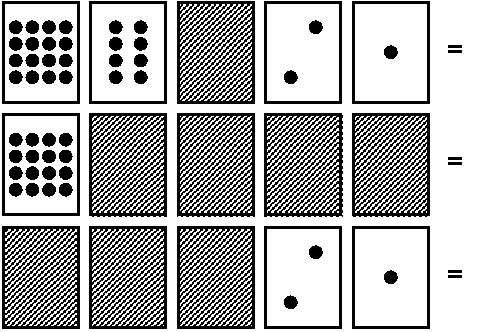 =
=
=